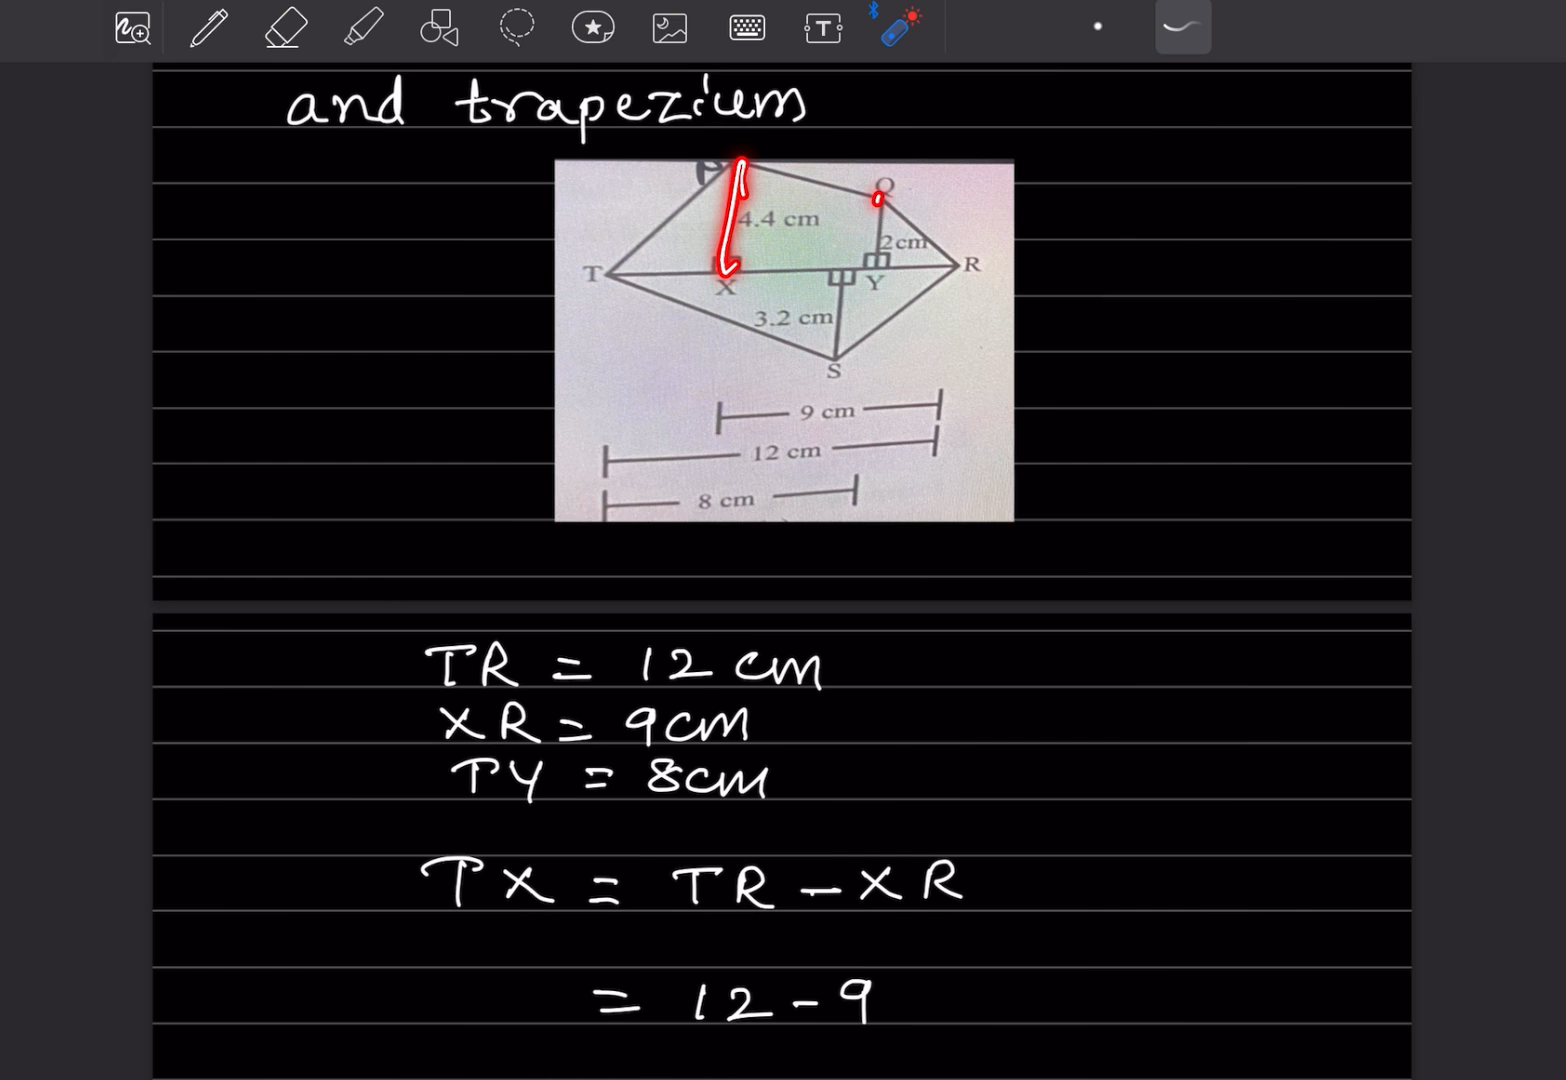 and trapezium
P
Q
4.4 cm
2cm
T
R
X
Y
3.2 cm
S
9 cm
12 cm
8 cm
TR = 12 cm
XR = 9cm
TY = 8cm
TX = TR - XR
= 12 - 9